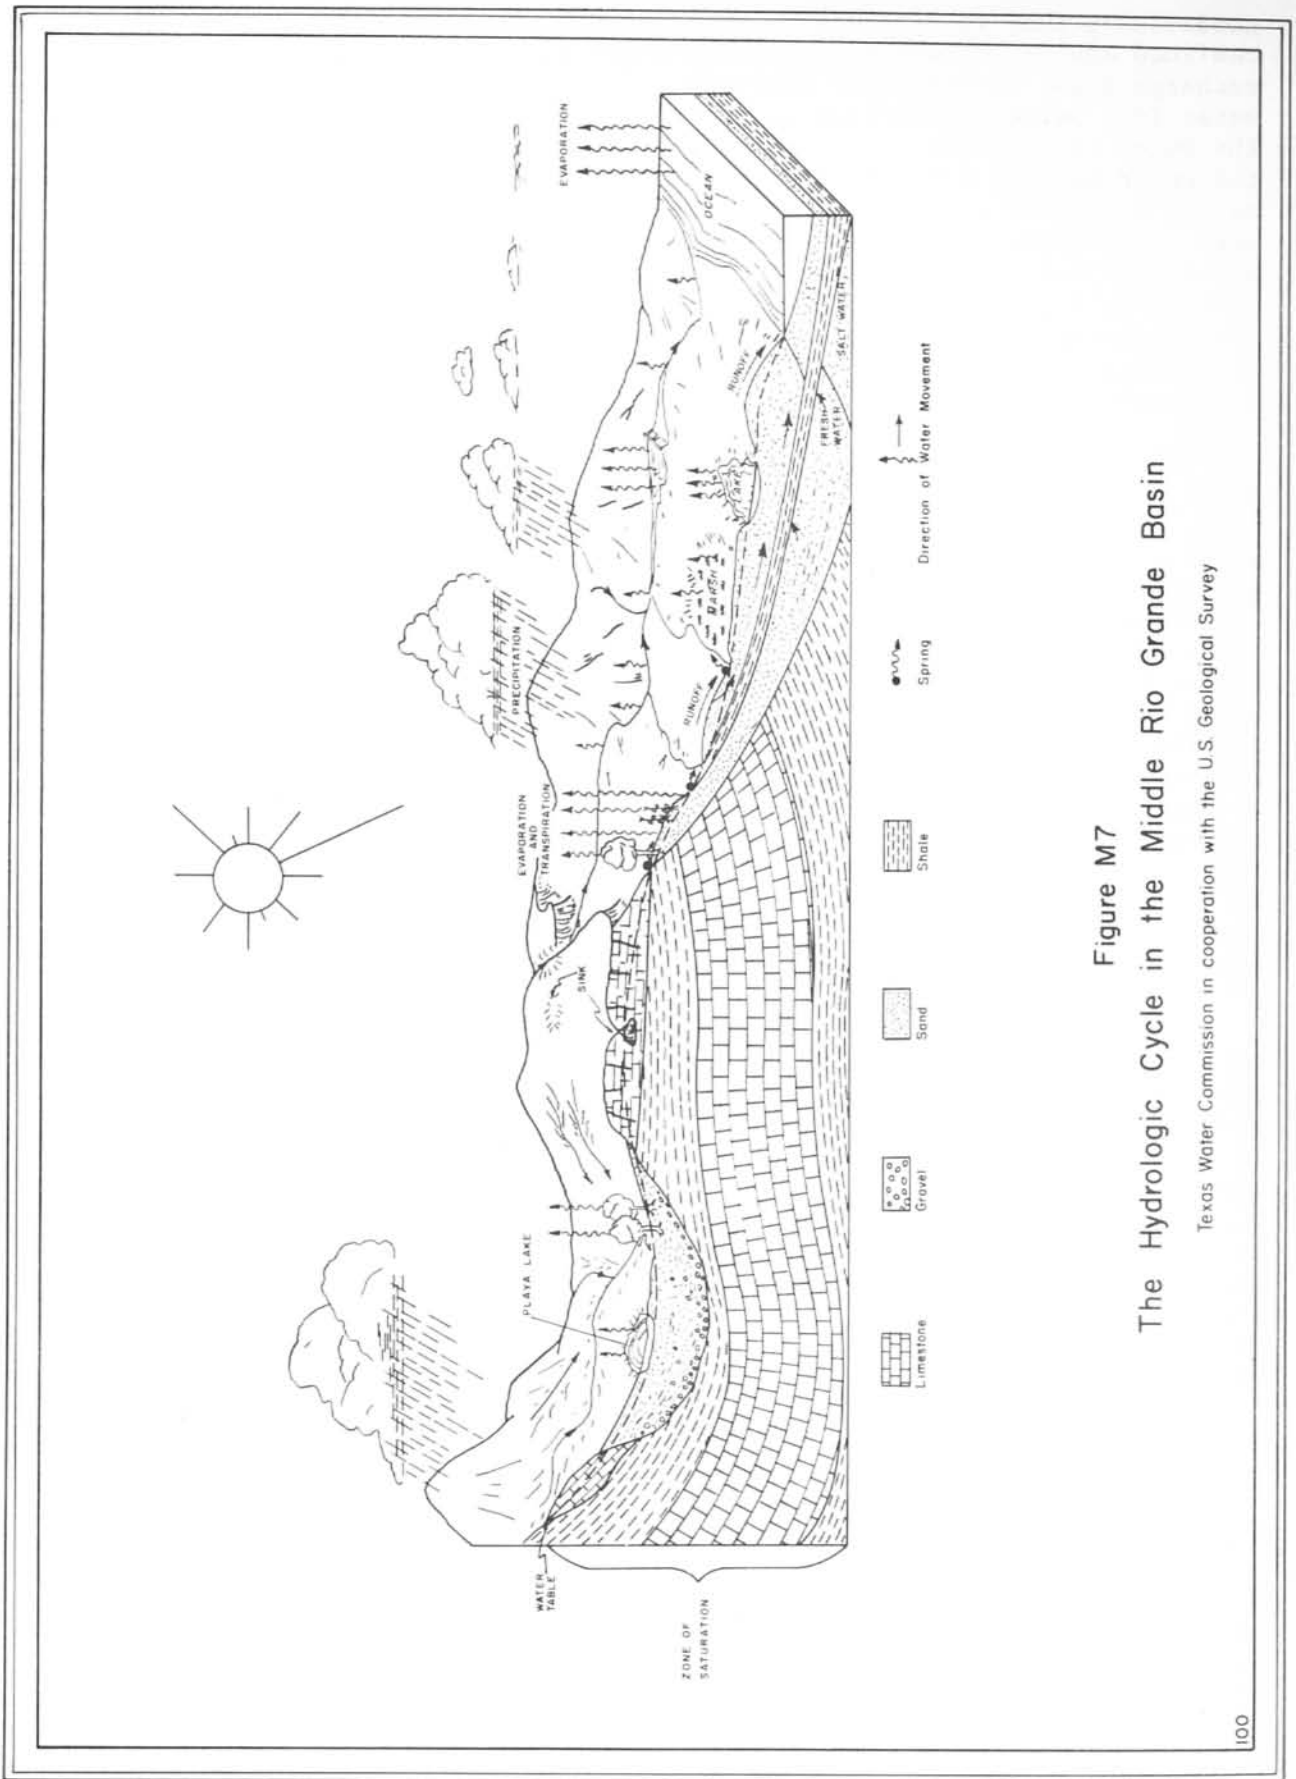 EVAPORATION
EVAPORATION
AND
TRANSPIRATION
PRECIPITATION
PLAYA LAKE
SINK
OCEAN
WATER
TABLE
RUNOFF
MARSH
LAKE
RUNOFF
ZONE OF
SATURATION
FRESH
WATER
SALT WATER
Limestone
Gravel
Sand
Shale
Spring
Direction of Water Movement
Figure M7
The Hydrologic Cycle in the Middle Rio Grande Basin
Texas Water Commission in cooperation with the U.S. Geological Survey
100